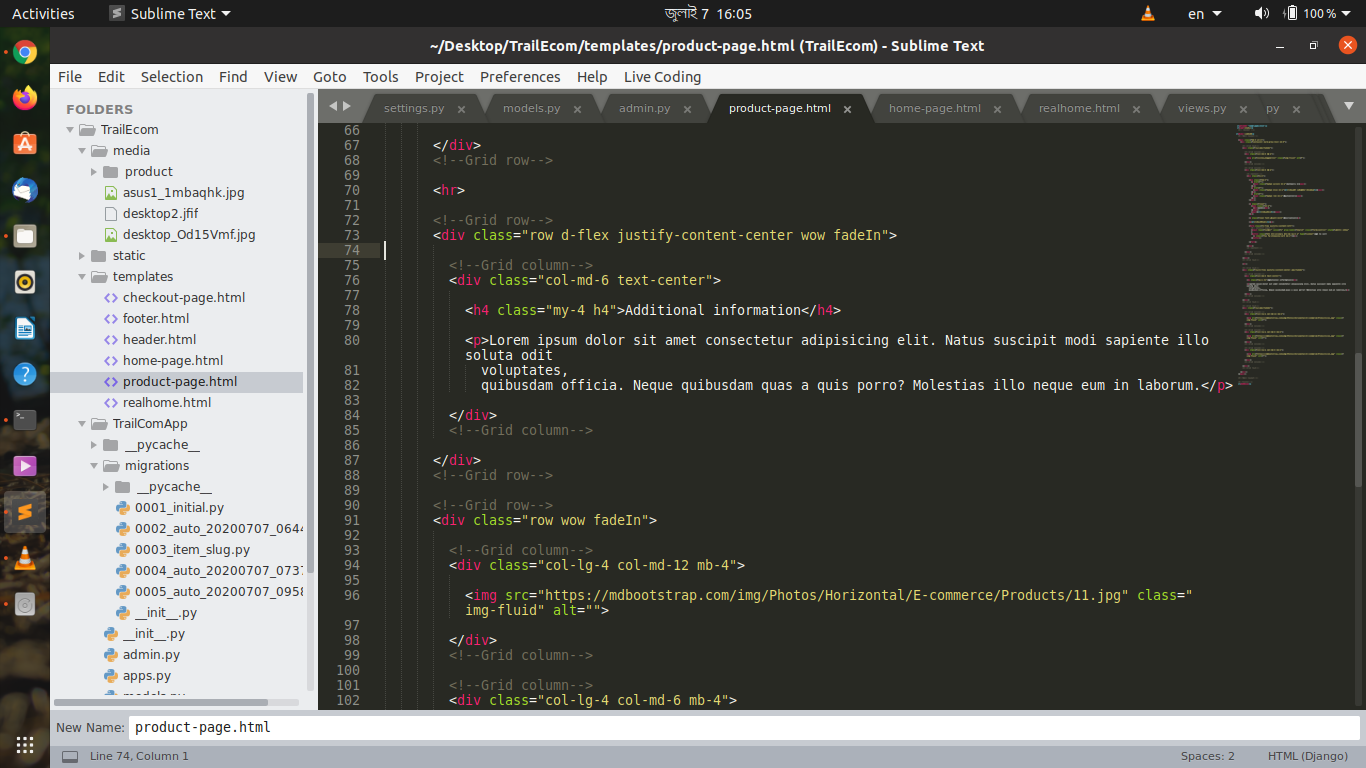 Activities
Sublime Text
জুলাই 7 16:05
en
100 %
~/Desktop/TrailEcom/templates/product-page.html (TrailEcom) - Sublime Text
File Edit Selection Find View Goto Tools Project Preferences Help Live Coding
FOLDERS
TrailEcom
media
product
asus1_1mbaqhk.jpg
desktop2.jfif
desktop_Od15Vmf.jpg
static
templates
checkout-page.html
footer.html
header.html
home-page.html
product-page.html
realhome.html
TrailComApp
__pycache__
migrations
__pycache__
0001_initial.py
0002_auto_20200707_064
0003_item_slug.py
0004_auto_20200707_0737
0005_auto_20200707_0958
__init__.py
__init__.py
admin.py
apps.py
models.py
settings.py × models.py × admin.py × product-page.html × home-page.html × realhome.html × views.py × py ×
66
67 </div>
68 <!--Grid row-->
69
70 <hr>
71
72 <!--Grid row-->
73 <div class="row d-flex justify-content-center wow fadeIn">
74
75 <!--Grid column-->
76 <div class="col-md-6 text-center">
77
78 <h4 class="my-4 h4">Additional information</h4>
79
80 <p>Lorem ipsum dolor sit amet consectetur adipisicing elit. Natus suscipit modi sapiente illo
soluta odit
81 voluptates,
82 quibusdam officia. Neque quibusdam quas a quis porro? Molestias illo neque eum in laborum.</p>
83
84 </div>
85 <!--Grid column-->
86
87 </div>
88 <!--Grid row-->
89
90 <!--Grid row-->
91 <div class="row wow fadeIn">
92
93 <!--Grid column-->
94 <div class="col-lg-4 col-md-12 mb-4">
95
96 <img src="https://mdbootstrap.com/img/Photos/Horizontal/E-commerce/Products/11.jpg" class="
img-fluid" alt="">
97
98 </div>
99 <!--Grid column-->
100
101 <!--Grid column-->
102 <div class="col-lg-4 col-md-6 mb-4">
New Name: product-page.html
Line 74, Column 1
Spaces: 2
HTML (Django)